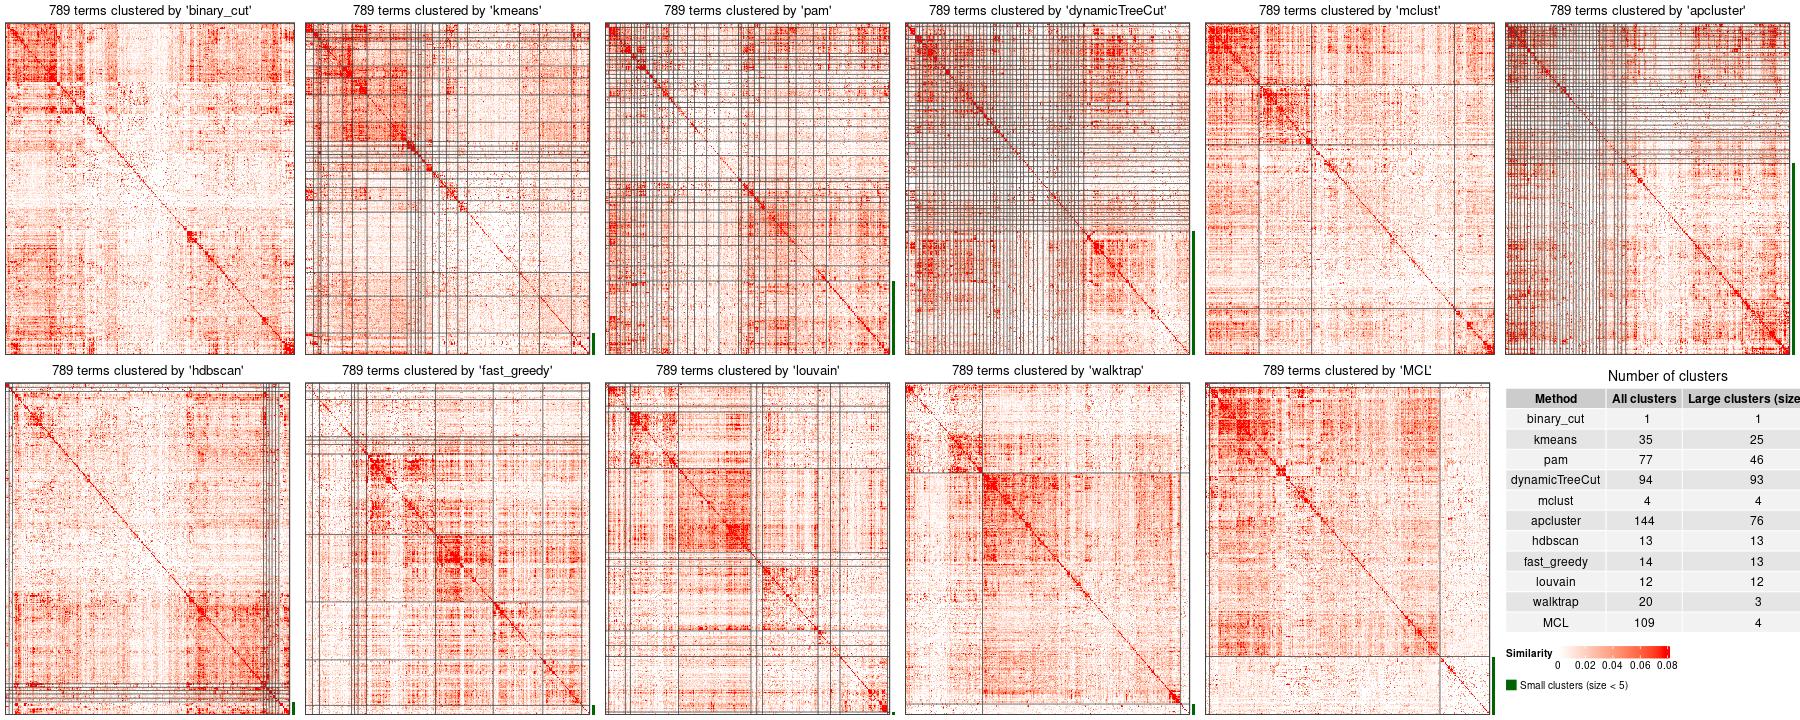 789 terms clustered by 'binary_cut'
789 terms clustered by 'kmeans'
789 terms clustered by 'pam'
789 terms clustered by 'dynamicTreeCut'
789 terms clustered by 'mclust'
789 terms clustered by 'apcluster'
789 terms clustered by 'hdbscan'
789 terms clustered by 'fast_greedy'
789 terms clustered by 'louvain'
789 terms clustered by 'walktrap'
789 terms clustered by 'MCL'
Number of clusters
Method All clusters Large clusters (size
binary_cut 1 1
kmeans 35 25
pam 77 46
dynamicTreeCut 94 93
mclust 4 4
apcluster 144 76
hdbscan 13 13
fast_greedy 14 13
louvain 12 12
walktrap 20 3
MCL 109 4
Similarity
0 0.02 0.04 0.06 0.08
Small clusters (size < 5)